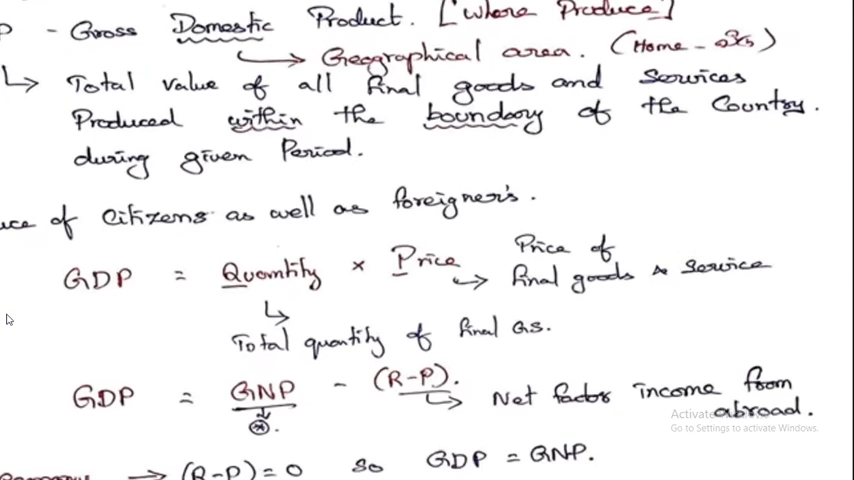 P - Gross Domestic Product. [Where Produce]
Geographical area. (Home -
Total value of all final goods and Services
Produced within the boundary of the Country.
during given Period.
uce of Citizens as well as foreigner's.
GDP = Quantity × Price
Price of
final goods & Service
Total quantity of final GS.
GDP = GNP - (R-P).
Net factor income from
abroad.
Activate Windows
Go to Settings to activate Windows.
(R-P) = 0 so GDP = GNP.